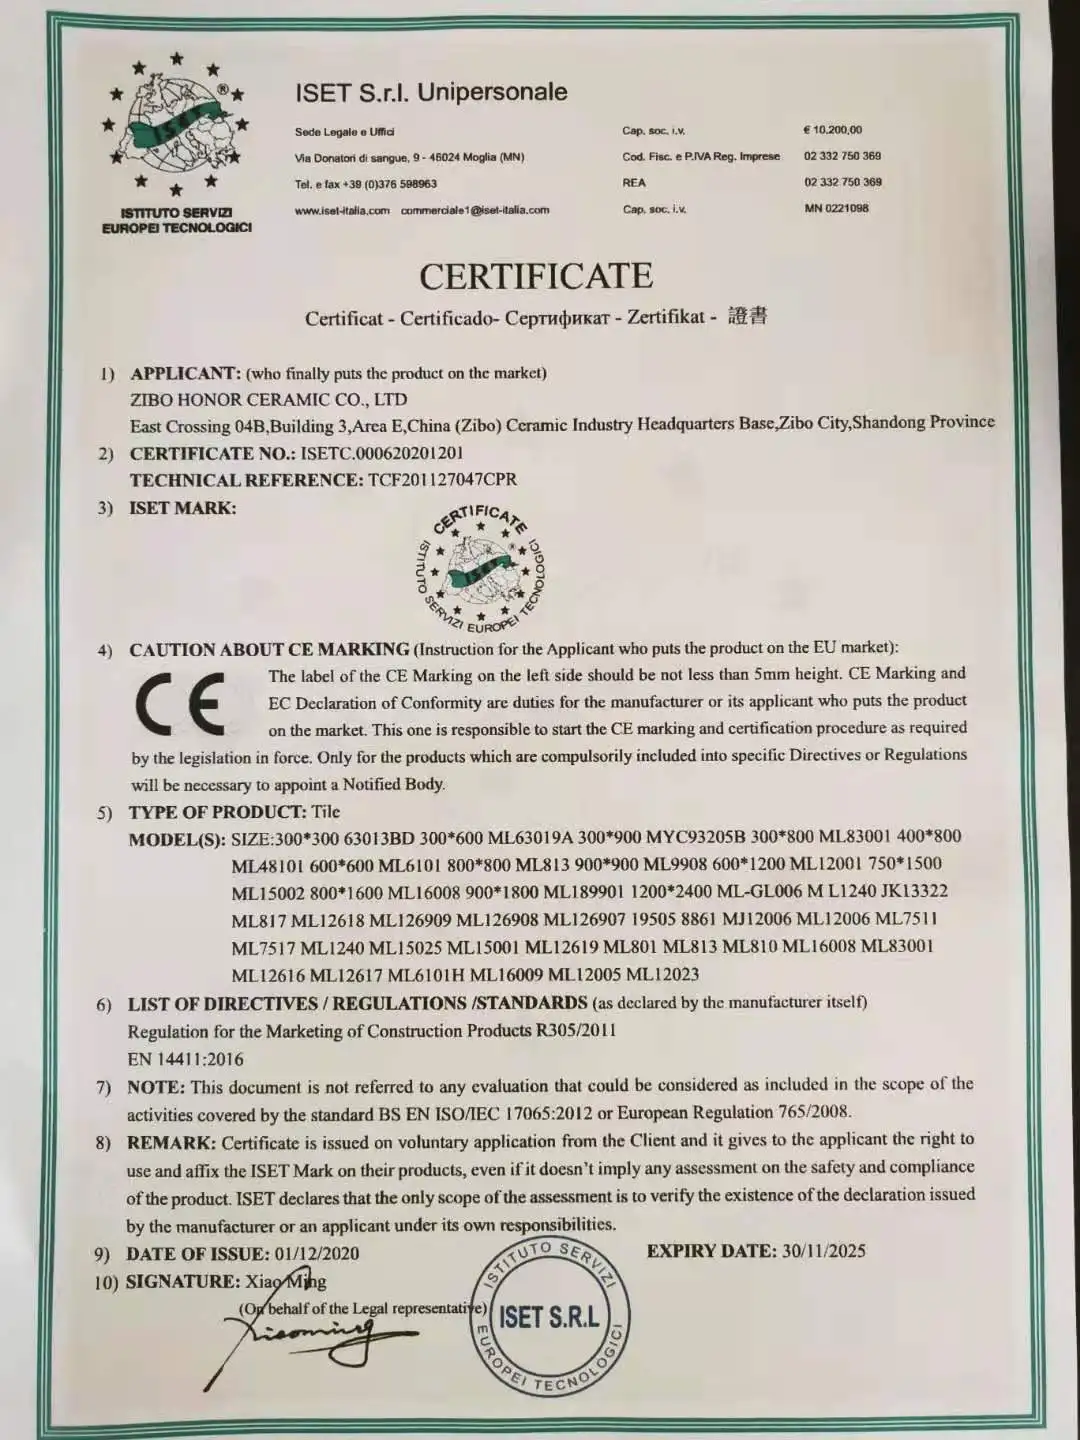 ISET
ISTITUTO SERVIZI
EUROPEI TECNOLOGICI
ISET S.r.l. Unipersonale
Sede Legale e Uffici
Via Donatori di sangue, 9 - 46024 Moglia (MN)
Tel. e fax +39 (0)376 598963
www.iset-italia.com commerciale1@iset-italia.com
Cap. soc. i.v. € 10.200,00
Cod. Fisc. e P.IVA Reg. Imprese 02 332 750 369
REA 02 332 750 369
Cap. soc. i.v. MN 0221098
CERTIFICATE
Certificat - Certificado- Сертификат - Zertifikat - 證書
1) APPLICANT: (who finally puts the product on the market)
ZIBO HONOR CERAMIC CO., LTD
East Crossing 04B,Building 3,Area E,China (Zibo) Ceramic Industry Headquarters Base,Zibo City,Shandong Province
2) CERTIFICATE NO.: ISETC.000620201201
TECHNICAL REFERENCE: TCF201127047CPR
3) ISET MARK:
CERTIFICATE
ISET
ISTITUTO SERVIZI EUROPEI TECNOLOGICI
4) CAUTION ABOUT CE MARKING (Instruction for the Applicant who puts the product on the EU market):
CE
The label of the CE Marking on the left side should be not less than 5mm height. CE Marking and
EC Declaration of Conformity are duties for the manufacturer or its applicant who puts the product
on the market. This one is responsible to start the CE marking and certification procedure as required
by the legislation in force. Only for the products which are compulsorily included into specific Directives or Regulations
will be necessary to appoint a Notified Body.
5) TYPE OF PRODUCT: Tile
MODEL(S): SIZE:300*300 63013BD 300*600 ML63019A 300*900 MYC93205B 300*800 ML83001 400*800
ML48101 600*600 ML6101 800*800 ML813 900*900 ML9908 600*1200 ML12001 750*1500
ML15002 800*1600 ML16008 900*1800 ML189901 1200*2400 ML-GL006 M L1240 JK13322
ML817 ML12618 ML126909 ML126908 ML126907 19505 8861 MJ12006 ML12006 ML7511
ML7517 ML1240 ML15025 ML15001 ML12619 ML801 ML813 ML810 ML16008 ML83001
ML12616 ML12617 ML6101H ML16009 ML12005 ML12023
6) LIST OF DIRECTIVES / REGULATIONS /STANDARDS (as declared by the manufacturer itself)
Regulation for the Marketing of Construction Products R305/2011
EN 14411:2016
7) NOTE: This document is not referred to any evaluation that could be considered as included in the scope of the
activities covered by the standard BS EN ISO/IEC 17065:2012 or European Regulation 765/2008.
8) REMARK: Certificate is issued on voluntary application from the Client and it gives to the applicant the right to
use and affix the ISET Mark on their products, even if it doesn't imply any assessment on the safety and compliance
of the product. ISET declares that the only scope of the assessment is to verify the existence of the declaration issued
by the manufacturer or an applicant under its own responsibilities.
9) DATE OF ISSUE: 01/12/2020 EXPIRY DATE: 30/11/2025
10) SIGNATURE: Xiao Ming
(On behalf of the Legal representative)
Xiaoming
ISTITUTO SERVIZI
ISET S.R.L
EUROPEI TECNOLOGICI